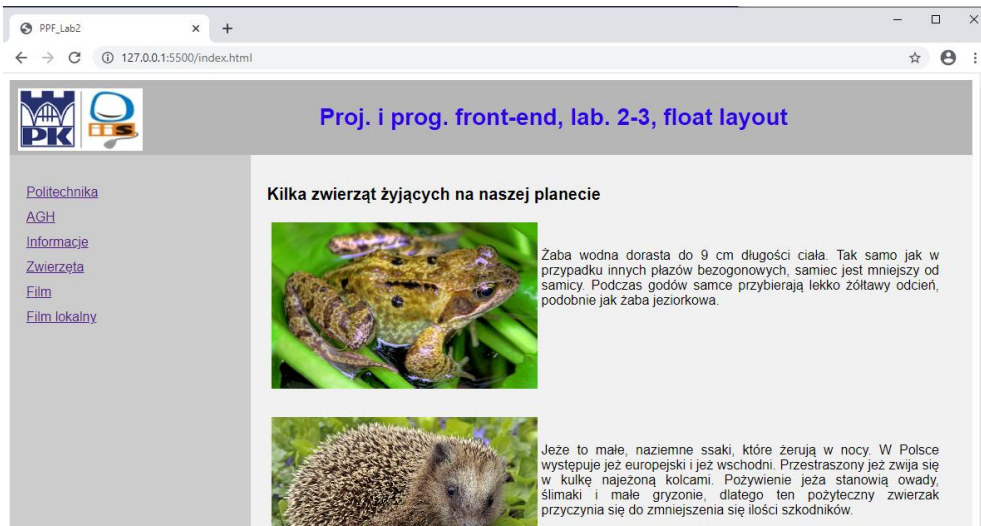 PPF_Lab2
127.0.0.1:5500/index.html
PK
Proj. i prog. front-end, lab. 2-3, float layout
Politechnika
AGH
Informacje
Zwierzęta
Film
Film lokalny
Kilka zwierząt żyjących na naszej planecie
Żaba wodna dorasta do 9 cm długości ciała. Tak samo jak w
przypadku innych płazów bezogonowych, samiec jest mniejszy od
samicy. Podczas godów samce przybierają lekko żółtawy odcień,
podobnie jak żaba jeziorkowa.
Jeże to małe, naziemne ssaki, które żerują w nocy. W Polsce
występuje jeż europejski i jeż wschodni. Przestraszony jeż zwija się
w kulkę najeżoną kolcami. Pożywienie jeża stanowią owady,
ślimaki i małe gryzonie, dlatego ten pożyteczny zwierzak
przyczynia się do zmniejszenia się ilości szkodników.